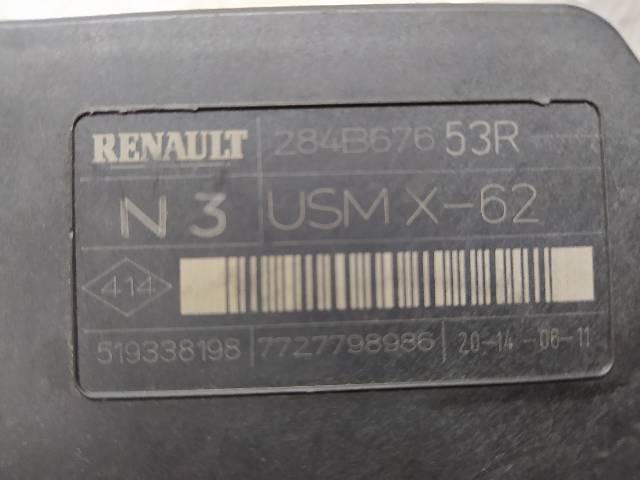 RENAULT 284B676 53R
N 3 USM X-62
414
519338198 7727798986 20-14-06-11